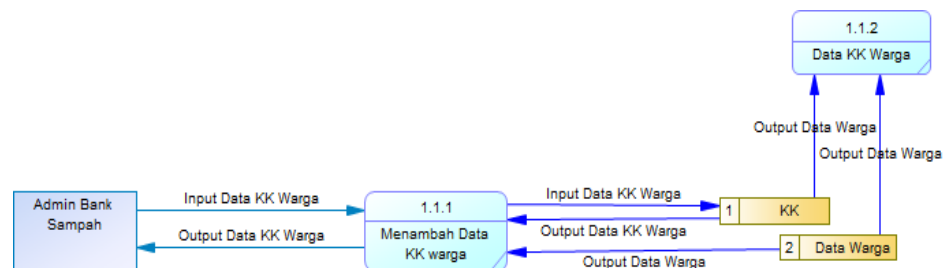 1.1.2
Data KK Warga
Output Data Warga
Output Data Warga
Admin Bank
Sampah
Input Data KK Warga
Output Data KK Warga
1.1.1
Menambah Data
KK warga
Input Data KK Warga
Output Data KK Warga
Output Data Warga
1 KK
2 Data Warga